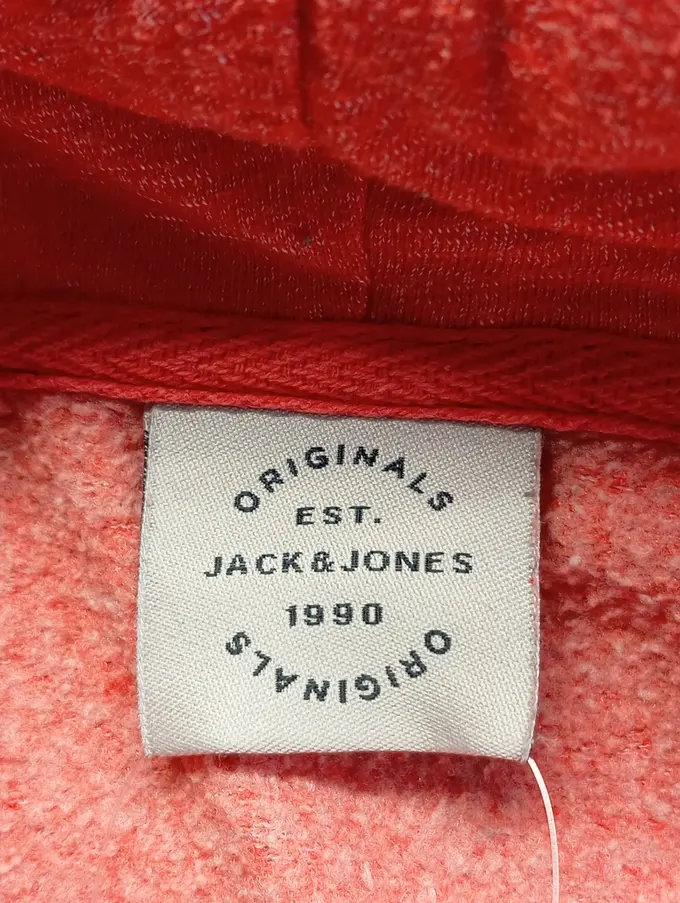 ORIGINALS
EST.
JACK&JONES
1990
ORIGINALS